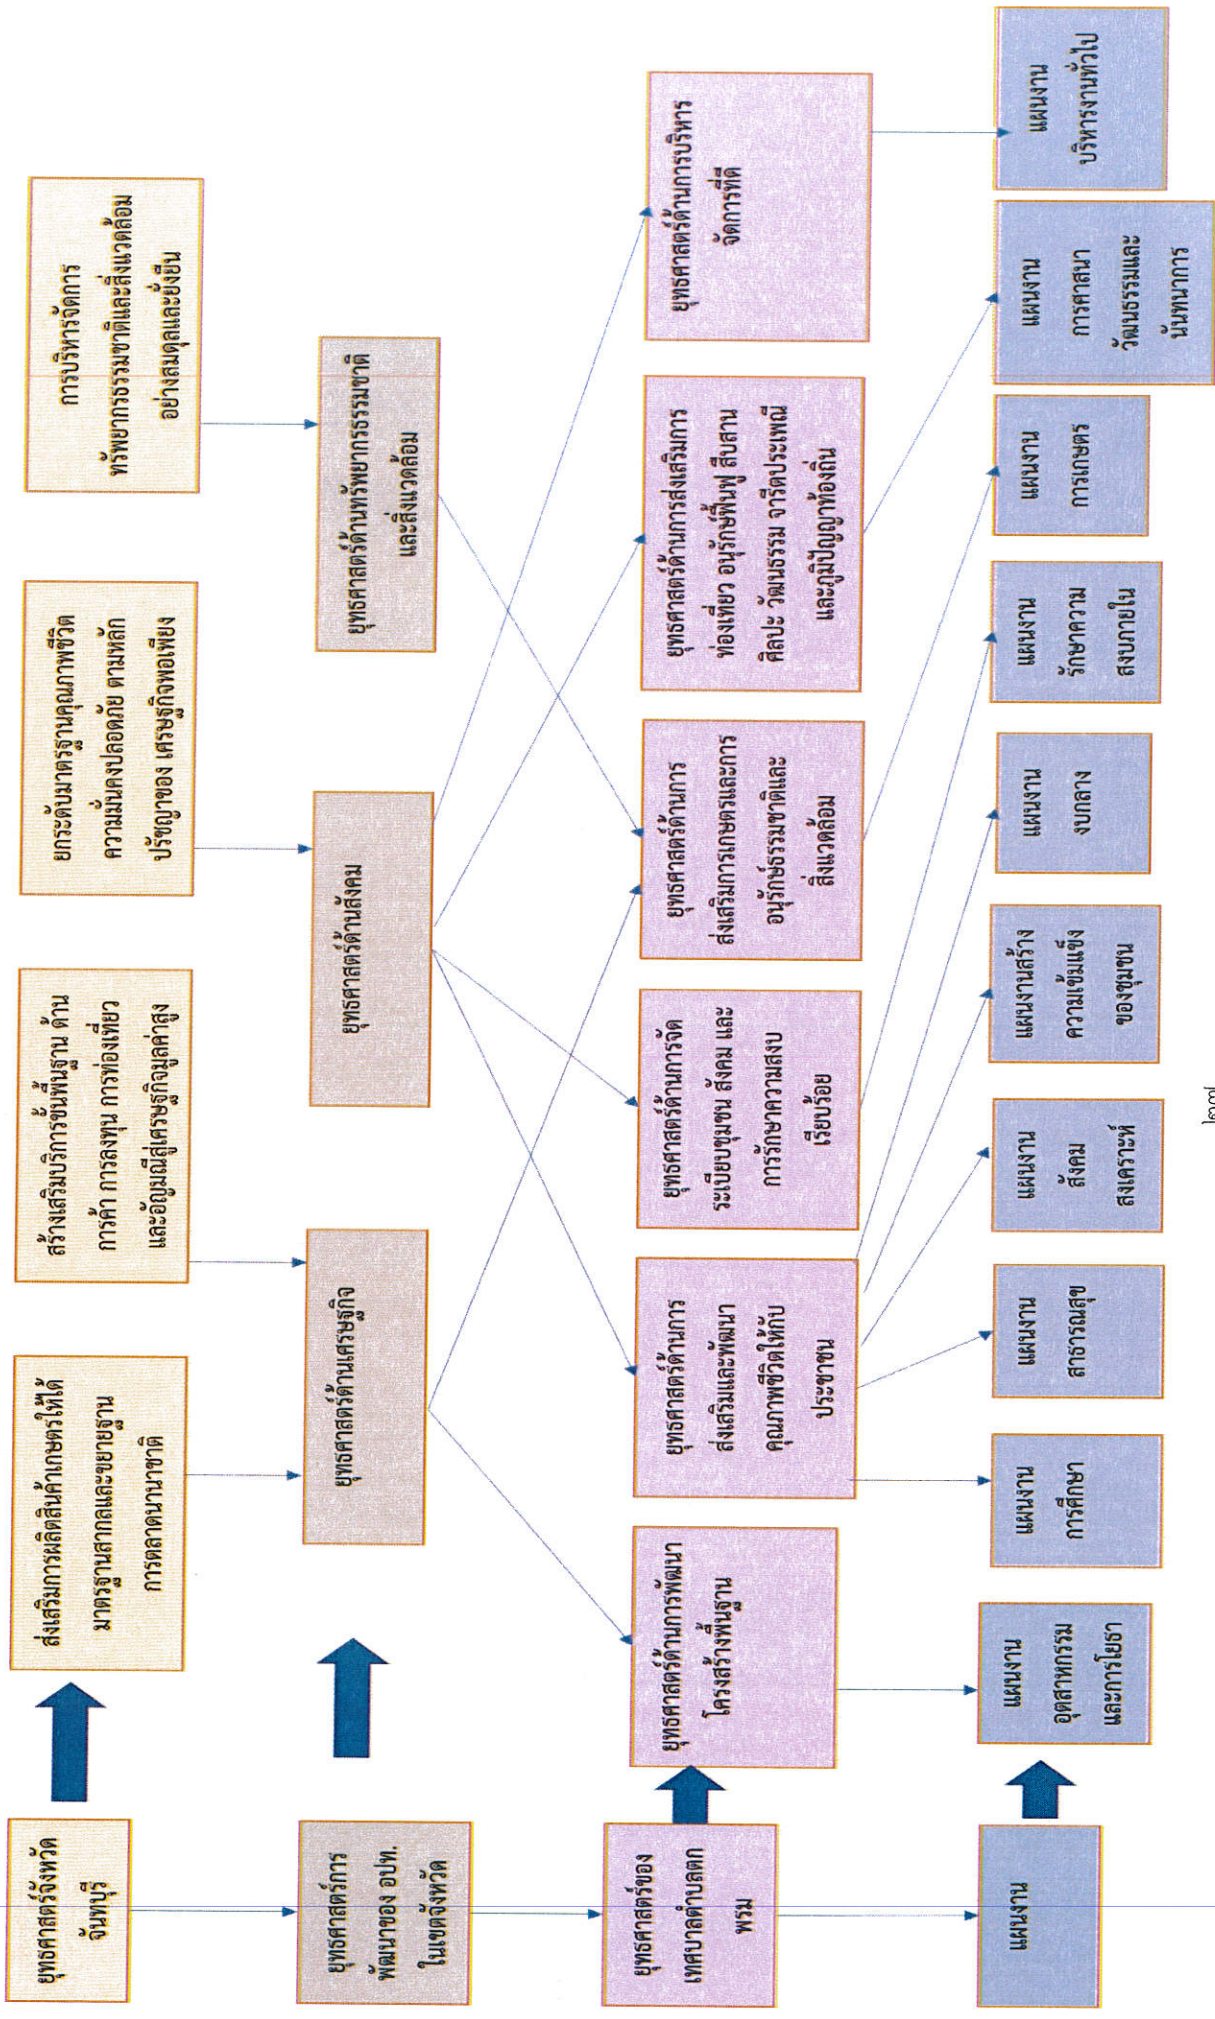 ยุทธศาสตร์จังหวัด
จันทบุรี
ส่งเสริมการผลิตสินค้าเกษตรให้ได้
มาตรฐานสากลและขยายฐาน
การตลาดนานาชาติ
สร้างเสริมบริการขั้นพื้นฐาน ด้าน
การค้า การลงทุน การท่องเที่ยว
และอัญมณีสู่เศรษฐกิจมูลค่าสูง
ยกระดับมาตรฐานคุณภาพชีวิต
ความมั่นคงปลอดภัย ตามหลัก
ปรัชญาของ เศรษฐกิจพอเพียง
การบริหารจัดการ
ทรัพยากรธรรมชาติและสิ่งแวดล้อม
อย่างสมดุลและยั่งยืน
ยุทธศาสตร์การ
พัฒนาของ อปท.
ในเขตจังหวัด
ยุทธศาสตร์ด้านเศรษฐกิจ
ยุทธศาสตร์ด้านสังคม
ยุทธศาสตร์ด้านทรัพยากรธรรมชาติ
และสิ่งแวดล้อม
ยุทธศาสตร์ของ
เทศบาลตำบลตก
พรม
ยุทธศาสตร์ด้านการพัฒนา
โครงสร้างพื้นฐาน
ยุทธศาสตร์ด้านการ
ส่งเสริมและพัฒนา
คุณภาพชีวิตให้กับ
ประชาชน
ยุทธศาสตร์ด้านการจัด
ระเบียบชุมชน สังคม และ
การรักษาความสงบ
เรียบร้อย
ยุทธศาสตร์ด้านการ
ส่งเสริมการเกษตรและการ
อนุรักษ์ธรรมชาติและ
สิ่งแวดล้อม
ยุทธศาสตร์ด้านการส่งเสริมการ
ท่องเที่ยว อนุรักษ์ฟื้นฟู สืบสาน
ศิลปะ วัฒนธรรม จารีตประเพณี
และภูมิปัญญาท้องถิ่น
ยุทธศาสตร์ด้านการบริหาร
จัดการที่ดี
แผนงาน
แผนงาน
อุตสาหกรรม
และการโยธา
แผนงาน
การศึกษา
แผนงาน
สาธารณสุข
แผนงาน
สังคม
สงเคราะห์
แผนงานสร้าง
ความเข้มแข็ง
ของชุมชน
แผนงาน
งบกลาง
แผนงาน
รักษาความ
สงบภายใน
แผนงาน
การเกษตร
แผนงาน
การศาสนา
วัฒนธรรมและ
นันทนาการ
แผนงาน
บริหารงานทั่วไป
๒๓๗